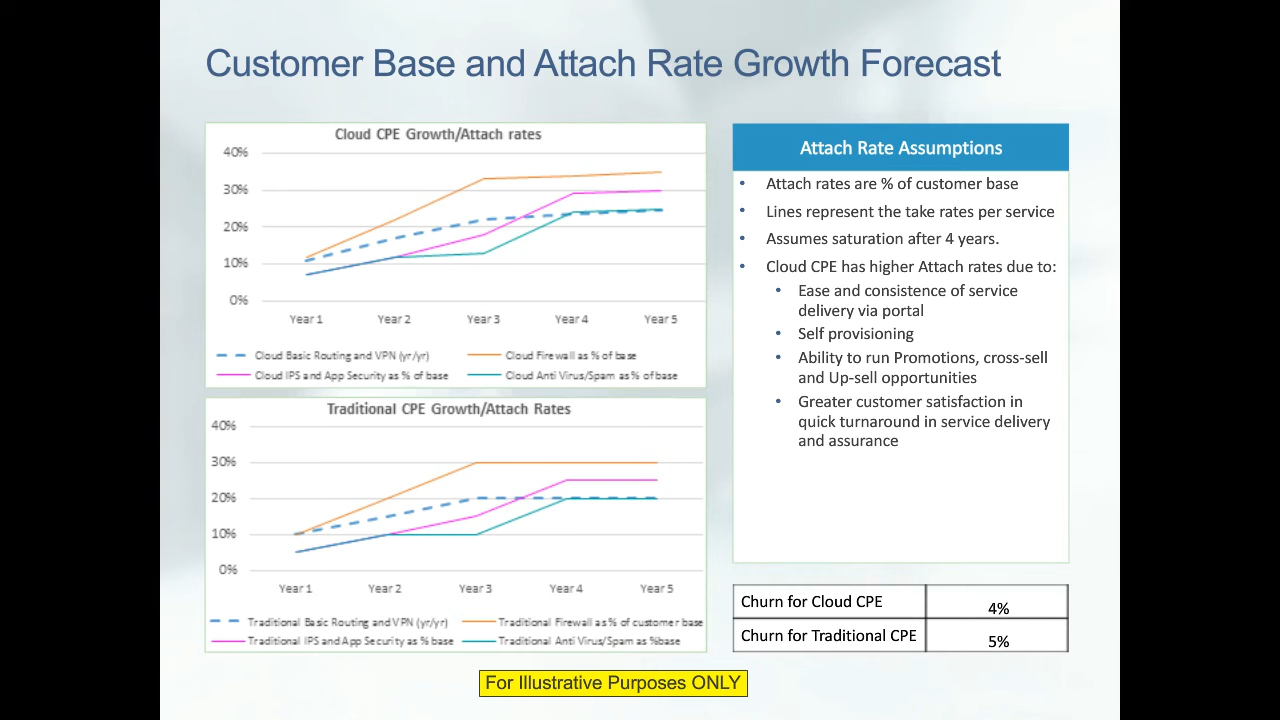 Customer Base and Attach Rate Growth Forecast
Cloud CPE Growth/Attach rates
40%
30%
20%
10%
0%
Year 1 Year 2 Year 3 Year 4 Year 5
Cloud Basic Routing and VPN (yr/yr) Cloud Firewall as % of base
Cloud IPS and App Security as % of base Cloud Anti Virus/Spam as % of base
Traditional CPE Growth/Attach Rates
40%
30%
20%
10%
0%
Year 1 Year 2 Year 3 Year 4 Year 5
Traditional Basic Routing and VPN (yr/yr) Traditional Firewall as % of customer base
Traditional IPS and App Security as % base Traditional Anti Virus/Spam as %base
Attach Rate Assumptions
• Attach rates are % of customer base
• Lines represent the take rates per service
• Assumes saturation after 4 years.
• Cloud CPE has higher Attach rates due to:
• Ease and consistence of service
delivery via portal
• Self provisioning
• Ability to run Promotions, cross-sell
and Up-sell opportunities
• Greater customer satisfaction in
quick turnaround in service delivery
and assurance
Churn for Cloud CPE 4%
Churn for Traditional CPE 5%
For Illustrative Purposes ONLY